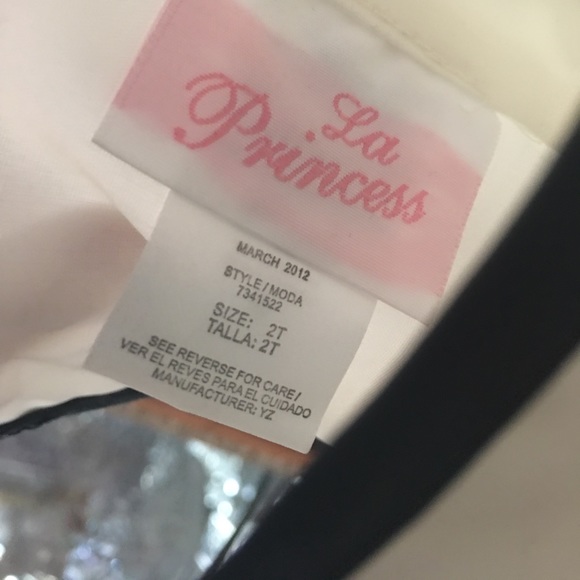 La
Princess
MARCH 2012
STYLE/MODA
7341522
SIZE: 2T
TALLA: 2T
SEE REVERSE FOR CARE/
VER EL REVES PARA EL CUIDADO
MANUFACTURER: YZ